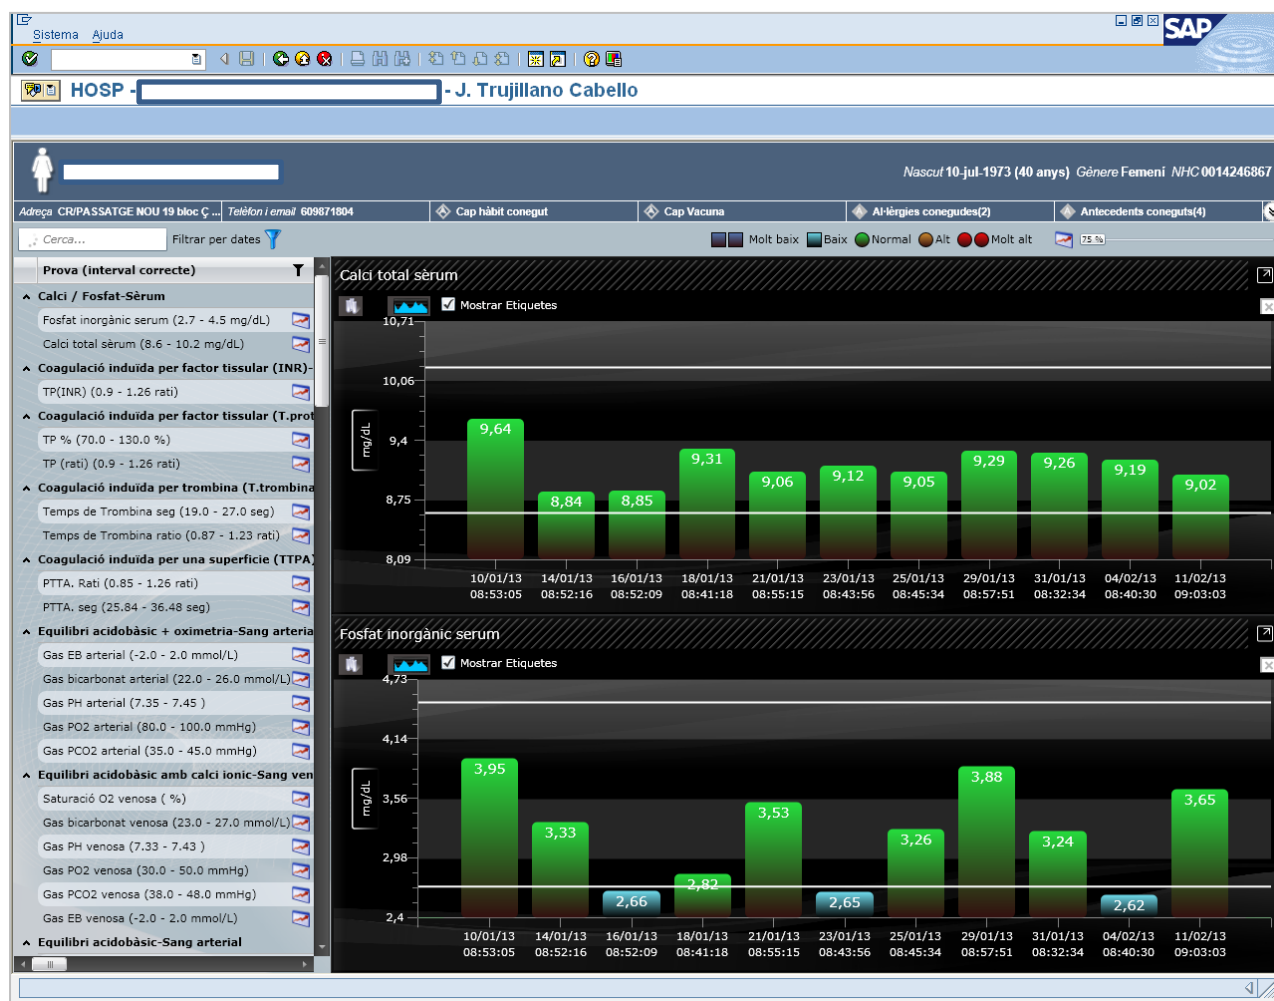 Sistema Ajuda
SAP
HOSP - - J. Trujillano Cabello
Nascut 10-jul-1973 (40 anys) Gènere Femení NHC 0014246867
Adreça CR/PASSATGE NOU 19 bloc Ç ... Telèfon i email 609871804 Cap hàbit conegut Cap Vacuna Al·lèrgies conegudes(2) Antecedents coneguts(4)
Cerca... Filtrar per dates Molt baix Baix Normal Alt Molt alt 75 %
Prova (interval correcte)
Calci / Fosfat-Sèrum
Fosfat inorgànic serum (2.7 - 4.5 mg/dL)
Calci total sèrum (8.6 - 10.2 mg/dL)
Coagulació induïda per factor tissular (INR)-
TP(INR) (0.9 - 1.26 rati)
Coagulació induïda per factor tissular (T.prot
TP % (70.0 - 130.0 %)
TP (rati) (0.9 - 1.26 rati)
Coagulació induïda per trombina (T.trombina
Temps de Trombina seg (19.0 - 27.0 seg)
Temps de Trombina ratio (0.87 - 1.23 rati)
Coagulació induïda per una superficie (TTPA)
PTTA. Rati (0.85 - 1.26 rati)
PTTA. seg (25.84 - 36.48 seg)
Equilibri acidobàsic + oximetria-Sang arteria
Gas EB arterial (-2.0 - 2.0 mmol/L)
Gas bicarbonat arterial (22.0 - 26.0 mmol/L)
Gas PH arterial (7.35 - 7.45 )
Gas PO2 arterial (80.0 - 100.0 mmHg)
Gas PCO2 arterial (35.0 - 45.0 mmHg)
Equilibri acidobàsic amb calci ionic-Sang ven
Saturació O2 venosa ( %)
Gas bicarbonat venosa (23.0 - 27.0 mmol/L)
Gas PH venosa (7.33 - 7.43 )
Gas PO2 venosa (30.0 - 50.0 mmHg)
Gas PCO2 venosa (38.0 - 48.0 mmHg)
Gas EB venosa (-2.0 - 2.0 mmol/L)
Equilibri acidobàsic-Sang arterial
Calci total sèrum
Mostrar Etiquetes
10,71
10,06
9,4
8,75
8,09
mg/dL
9,64 8,84 8,85 9,31 9,06 9,12 9,05 9,29 9,26 9,19 9,02
10/01/13 14/01/13 16/01/13 18/01/13 21/01/13 23/01/13 25/01/13 29/01/13 31/01/13 04/02/13 11/02/13
08:53:05 08:52:16 08:52:09 08:41:18 08:55:15 08:43:56 08:45:34 08:57:51 08:32:34 08:40:30 09:03:03
Fosfat inorgànic serum
Mostrar Etiquetes
4,73
4,14
3,56
2,98
2,4
mg/dL
3,95 3,33 2,66 2,82 3,53 2,65 3,26 3,88 3,24 2,62 3,65
10/01/13 14/01/13 16/01/13 18/01/13 21/01/13 23/01/13 25/01/13 29/01/13 31/01/13 04/02/13 11/02/13
08:53:05 08:52:16 08:52:09 08:41:18 08:55:15 08:43:56 08:45:34 08:57:51 08:32:34 08:40:30 09:03:03